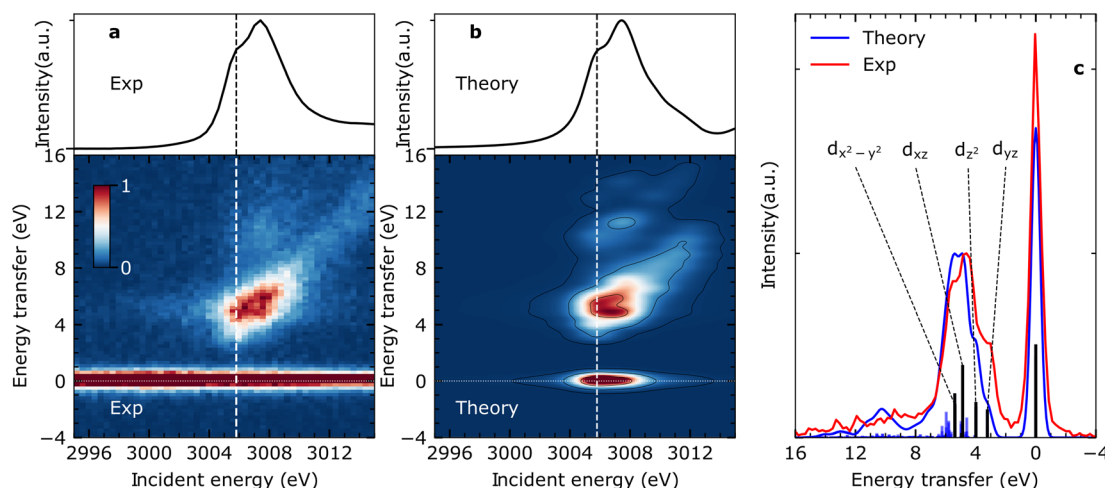 a
Intensity(a.u.)
Exp
b
Intensity(a.u.)
Theory
16
12
8
4
0
−4
Energy transfer (eV)
1
0
Exp
2996 3000 3004 3008 3012
Incident energy (eV)
16
12
8
4
0
−4
Energy transfer (eV)
Theory
2996 3000 3004 3008 3012
Incident energy (eV)
Theory
Exp
c
Intensity(a.u.)
dx²−y² dxz dz² dyz
16 12 8 4 0 −4
Energy transfer (eV)